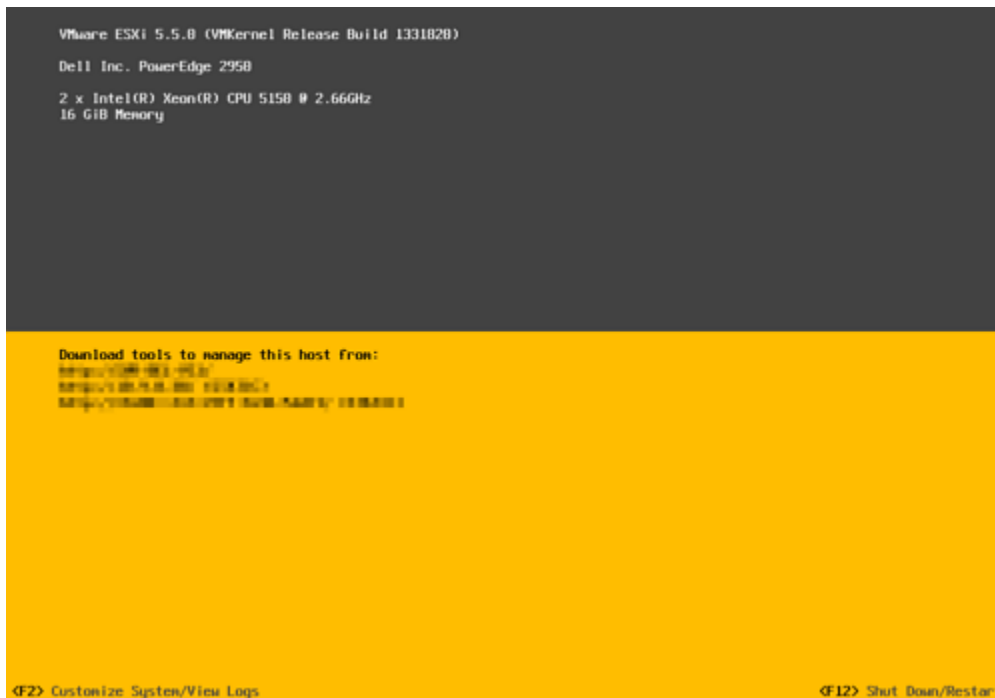 VMware ESXi 5.5.0 (VMKernel Release Build 1331820)
Dell Inc. PowerEdge 2950
2 x Intel(R) Xeon(R) CPU 5150 @ 2.66GHz
16 GiB Memory
Download tools to manage this host from:
<F2> Customize System/View Logs
<F12> Shut Down/Restar